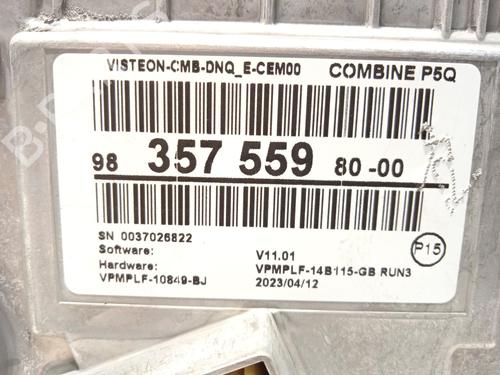 VISTEON-CMB-DNQ_E-CEM00 COMBINE P5Q
98 357 559 80-00
SN 0037026822
Software: V11.01
Hardware: VPMPLF-14B115-GB RUN3
VPMPLF-10849-BJ 2023/04/12
P15